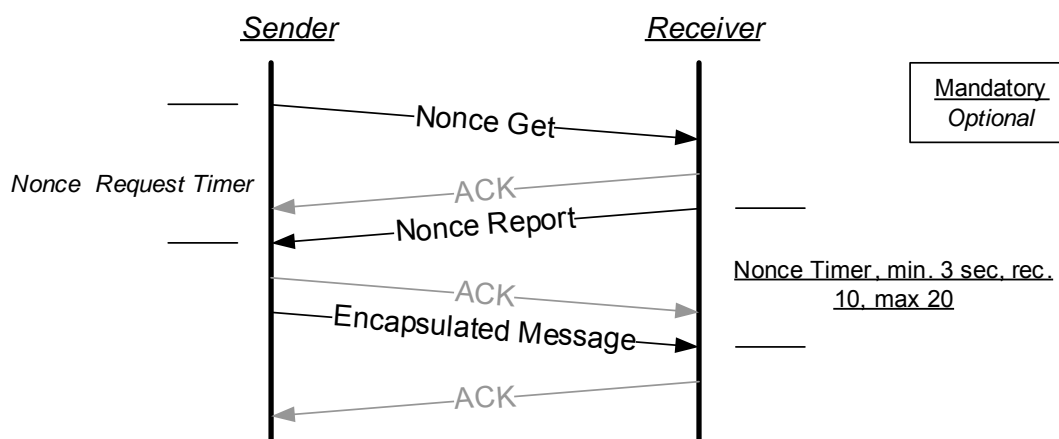 Sender
Receiver
Mandatory
Optional
Nonce Get
Nonce Request Timer
ACK
Nonce Report
Nonce Timer, min. 3 sec, rec.
10, max 20
ACK
Encapsulated Message
ACK